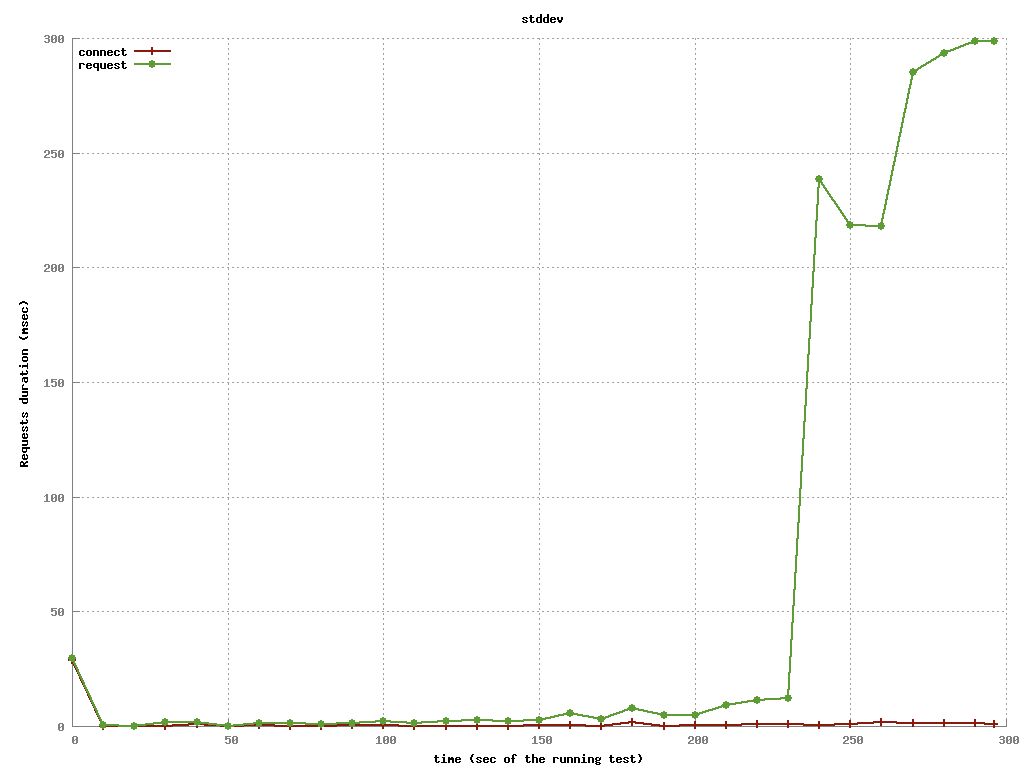 stddev
connect
request
300
250
200
150
100
50
0
Requests duration (msec)
0 50 100 150 200 250 300
time (sec of the running test)